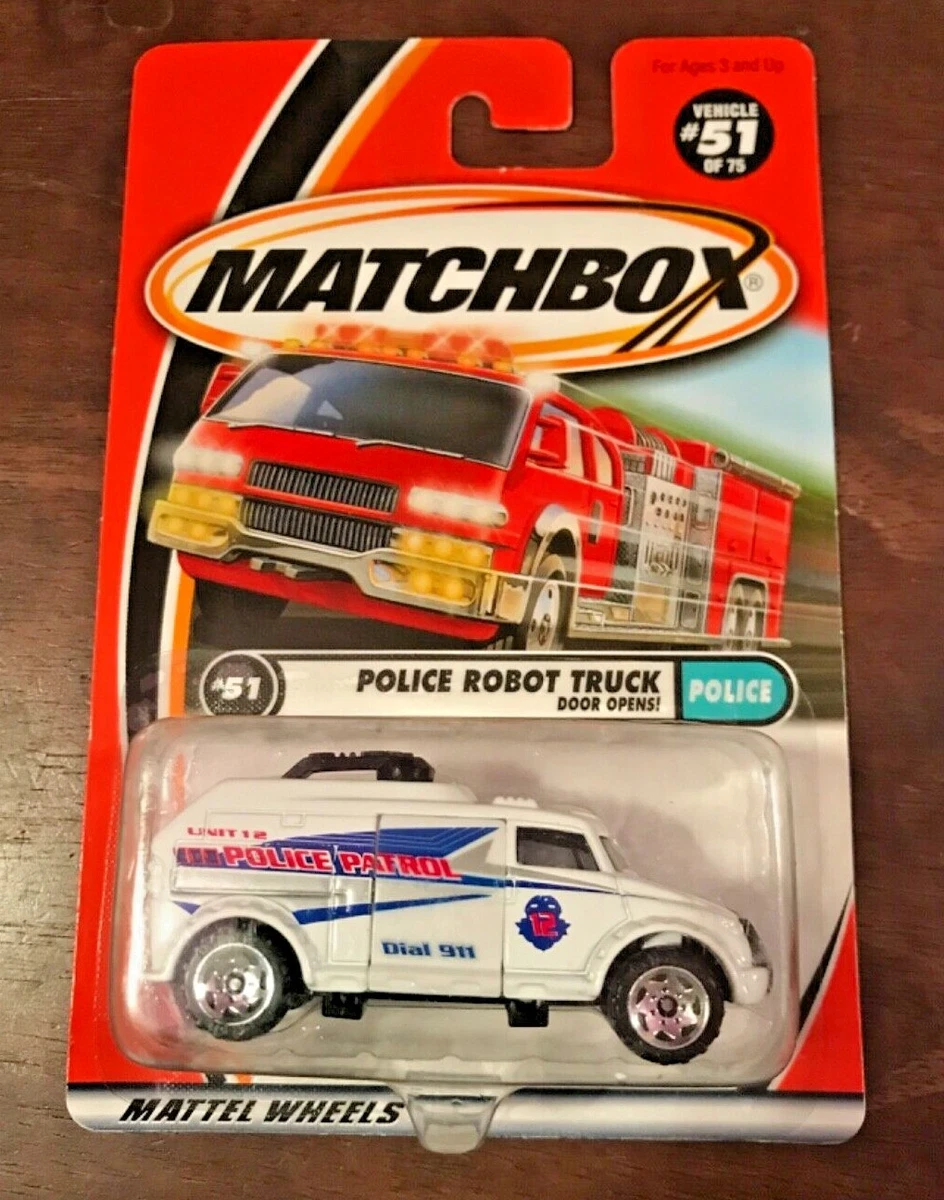 For Ages 3 and Up
VEHICLE
#51
OF 75
MATCHBOX®
#51
POLICE ROBOT TRUCK
DOOR OPENS!
POLICE
UNIT 12
POLICE PATROL
12
Dial 911
MATTEL WHEELS